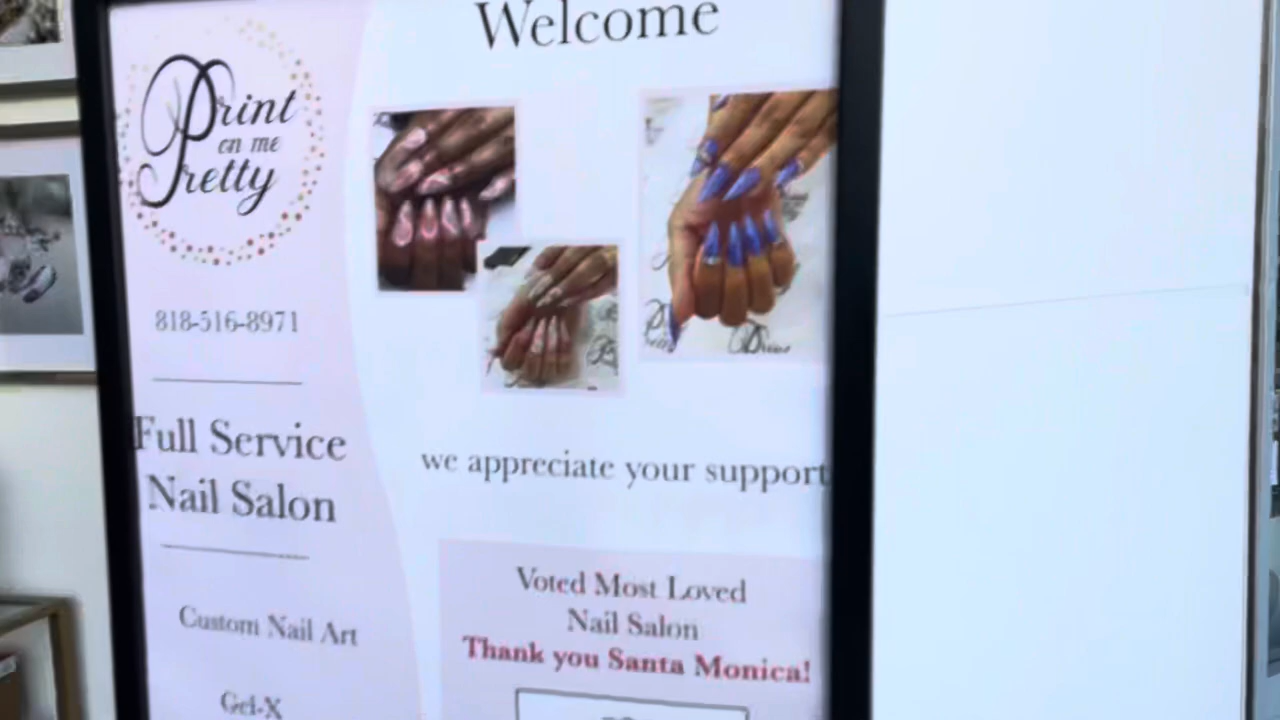 Welcome
Print
on me
Pretty
818-516-8971
Full Service
Nail Salon
Custom Nail Art
Gel-X
we appreciate your support
Voted Most Loved
Nail Salon
Thank you Santa Monica!